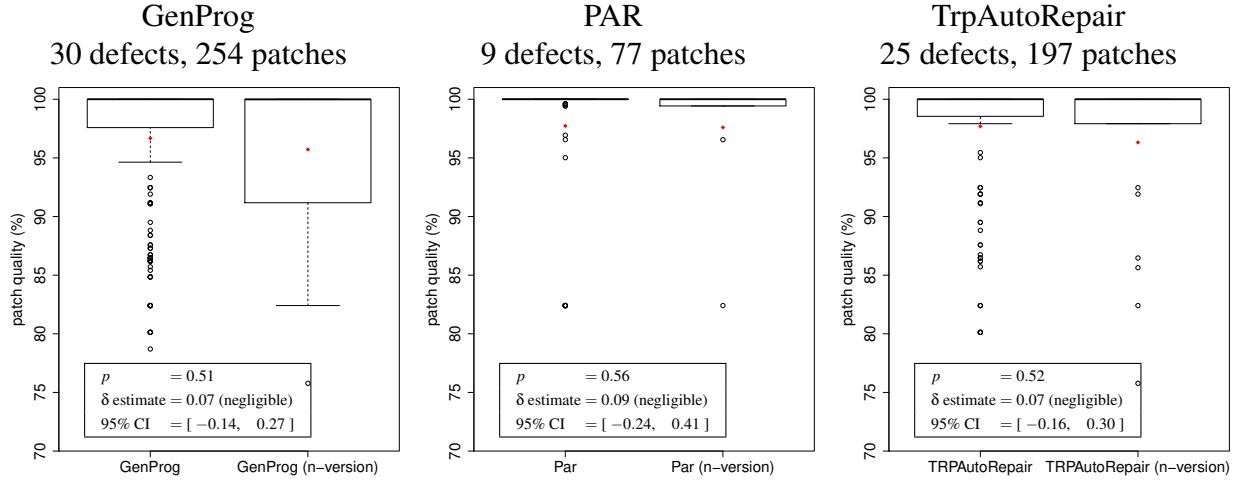 GenProg
30 defects, 254 patches
patch quality (%)
100
95
90
85
80
75
70
p = 0.51
δ estimate = 0.07 (negligible)
95% CI = [ −0.14, 0.27 ]
GenProg
GenProg (n−version)
PAR
9 defects, 77 patches
patch quality (%)
100
95
90
85
80
75
70
p = 0.56
δ estimate = 0.09 (negligible)
95% CI = [ −0.24, 0.41 ]
Par
Par (n−version)
TrpAutoRepair
25 defects, 197 patches
patch quality (%)
100
95
90
85
80
75
70
p = 0.52
δ estimate = 0.07 (negligible)
95% CI = [ −0.16, 0.30 ]
TRPAutoRepair
TRPAutoRepair (n−version)